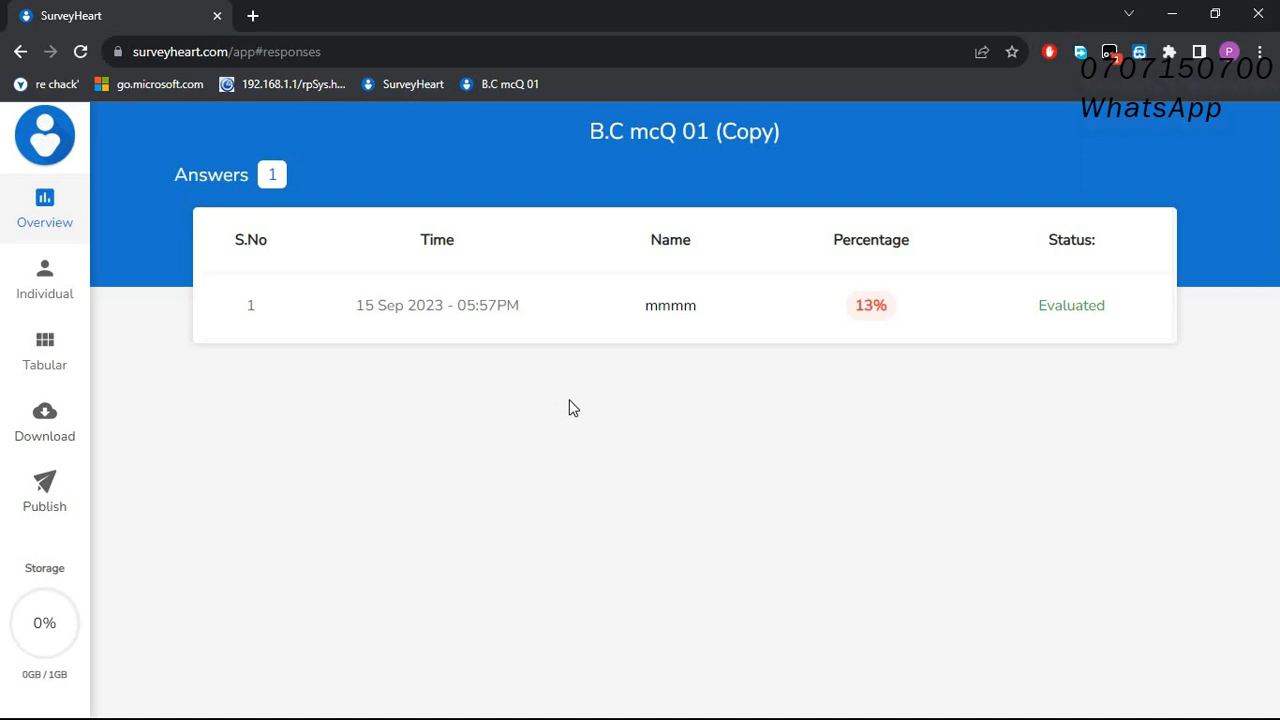 SurveyHeart
surveyheart.com/app#responses
re chack'
go.microsoft.com
192.168.1.1/rpSys.h...
SurveyHeart
B.C mcQ 01
0707150700
WhatsApp
B.C mcQ 01 (Copy)
Answers 1
S.No Time Name Percentage Status:
1 15 Sep 2023 - 05:57PM mmmm 13% Evaluated
Overview
Individual
Tabular
Download
Publish
Storage
0%
0GB / 1GB